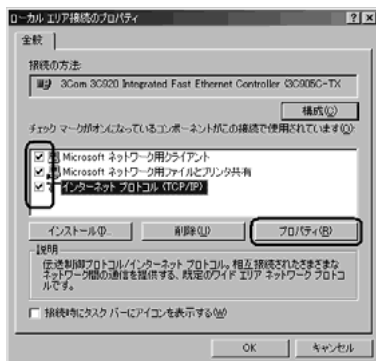 ローカル エリア接続のプロパティ
全般
接続の方法:
3Com 3C920 Integrated Fast Ethernet Controller (3C905C-TX
構成(C)
チェック マークがオンになっているコンポーネントがこの接続で使用されています(O):
Microsoft ネットワーク用クライアント
Microsoft ネットワーク用ファイルとプリンタ共有
インターネット プロトコル (TCP/IP)
インストール(I)...
削除(U)
プロパティ(R)
説明
伝送制御プロトコル/インターネット プロトコル。相互接続されたさまざまな
ネットワーク間の通信を提供する、既定のワイド エリア ネットワーク プロトコ
ルです。
接続時にタスク バーにアイコンを表示する(W)
OK
キャンセル